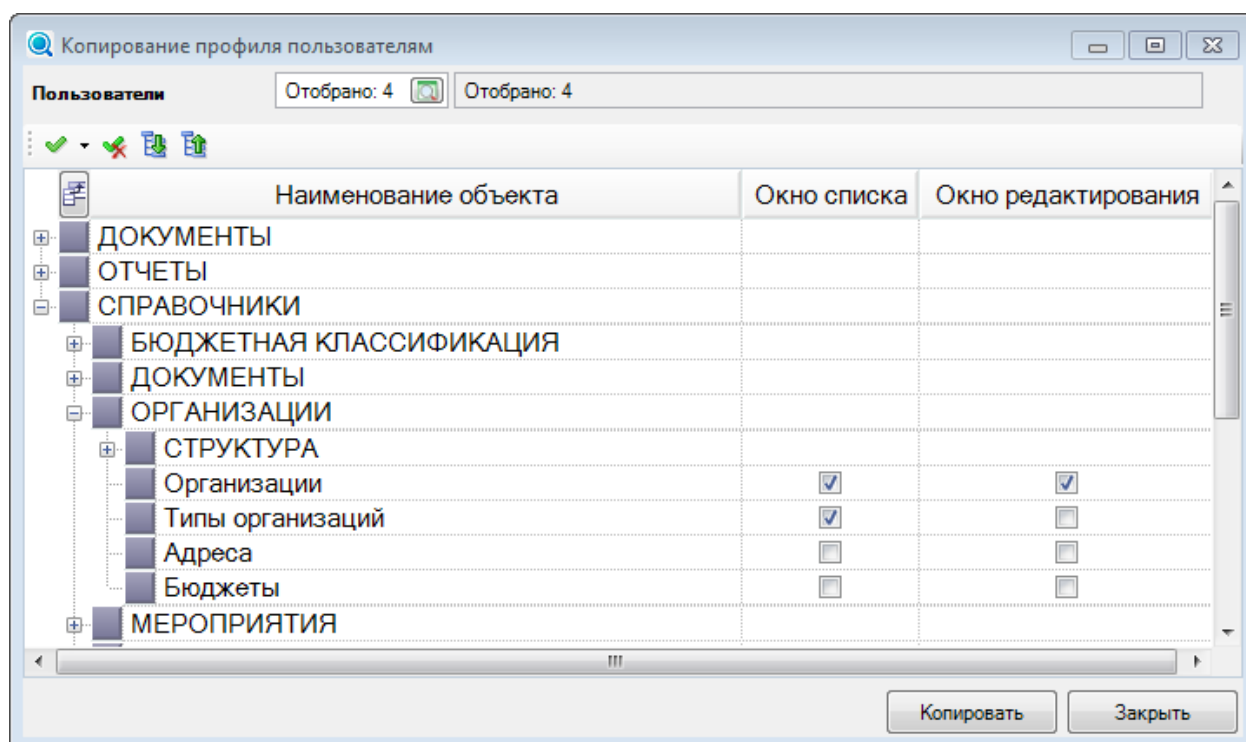 Копирование профиля пользователям
Пользователи Отобрано: 4 Отобрано: 4
Наименование объекта Окно списка Окно редактирования
ДОКУМЕНТЫ
ОТЧЕТЫ
СПРАВОЧНИКИ
БЮДЖЕТНАЯ КЛАССИФИКАЦИЯ
ДОКУМЕНТЫ
ОРГАНИЗАЦИИ
СТРУКТУРА
Организации
Типы организаций
Адреса
Бюджеты
МЕРОПРИЯТИЯ
Копировать Закрыть